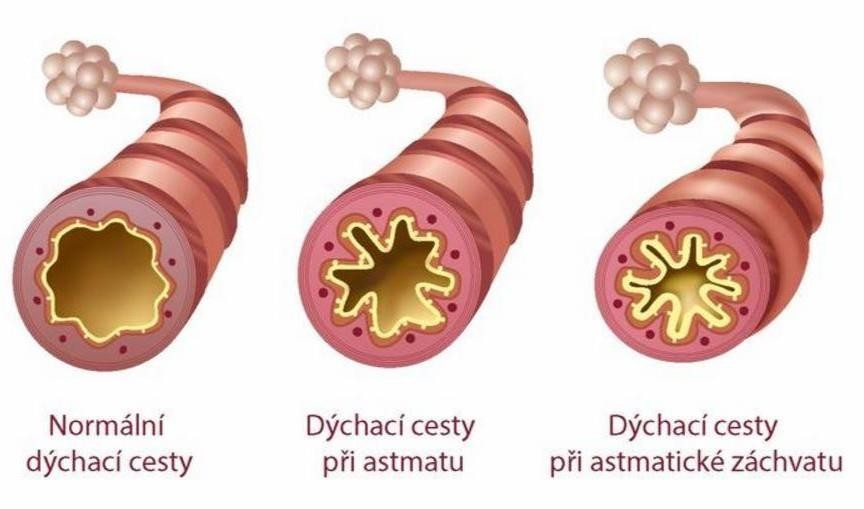 Normální
dýchací cesty
Dýchací cesty
při astmatu
Dýchací cesty
při astmatické záchvatu